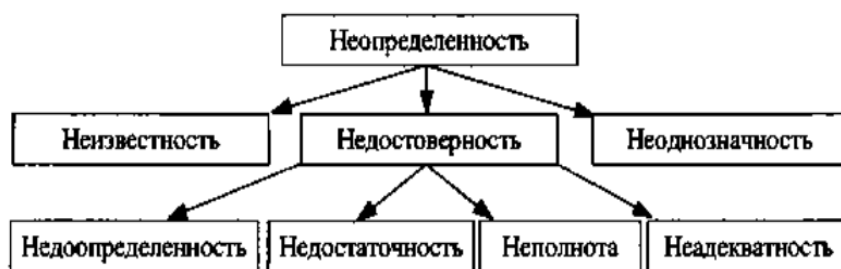 Неопределенность
Неизвестность
Недостоверность
Неоднозначность
Недоопределенность
Недостаточность
Неполнота
Неадекватность